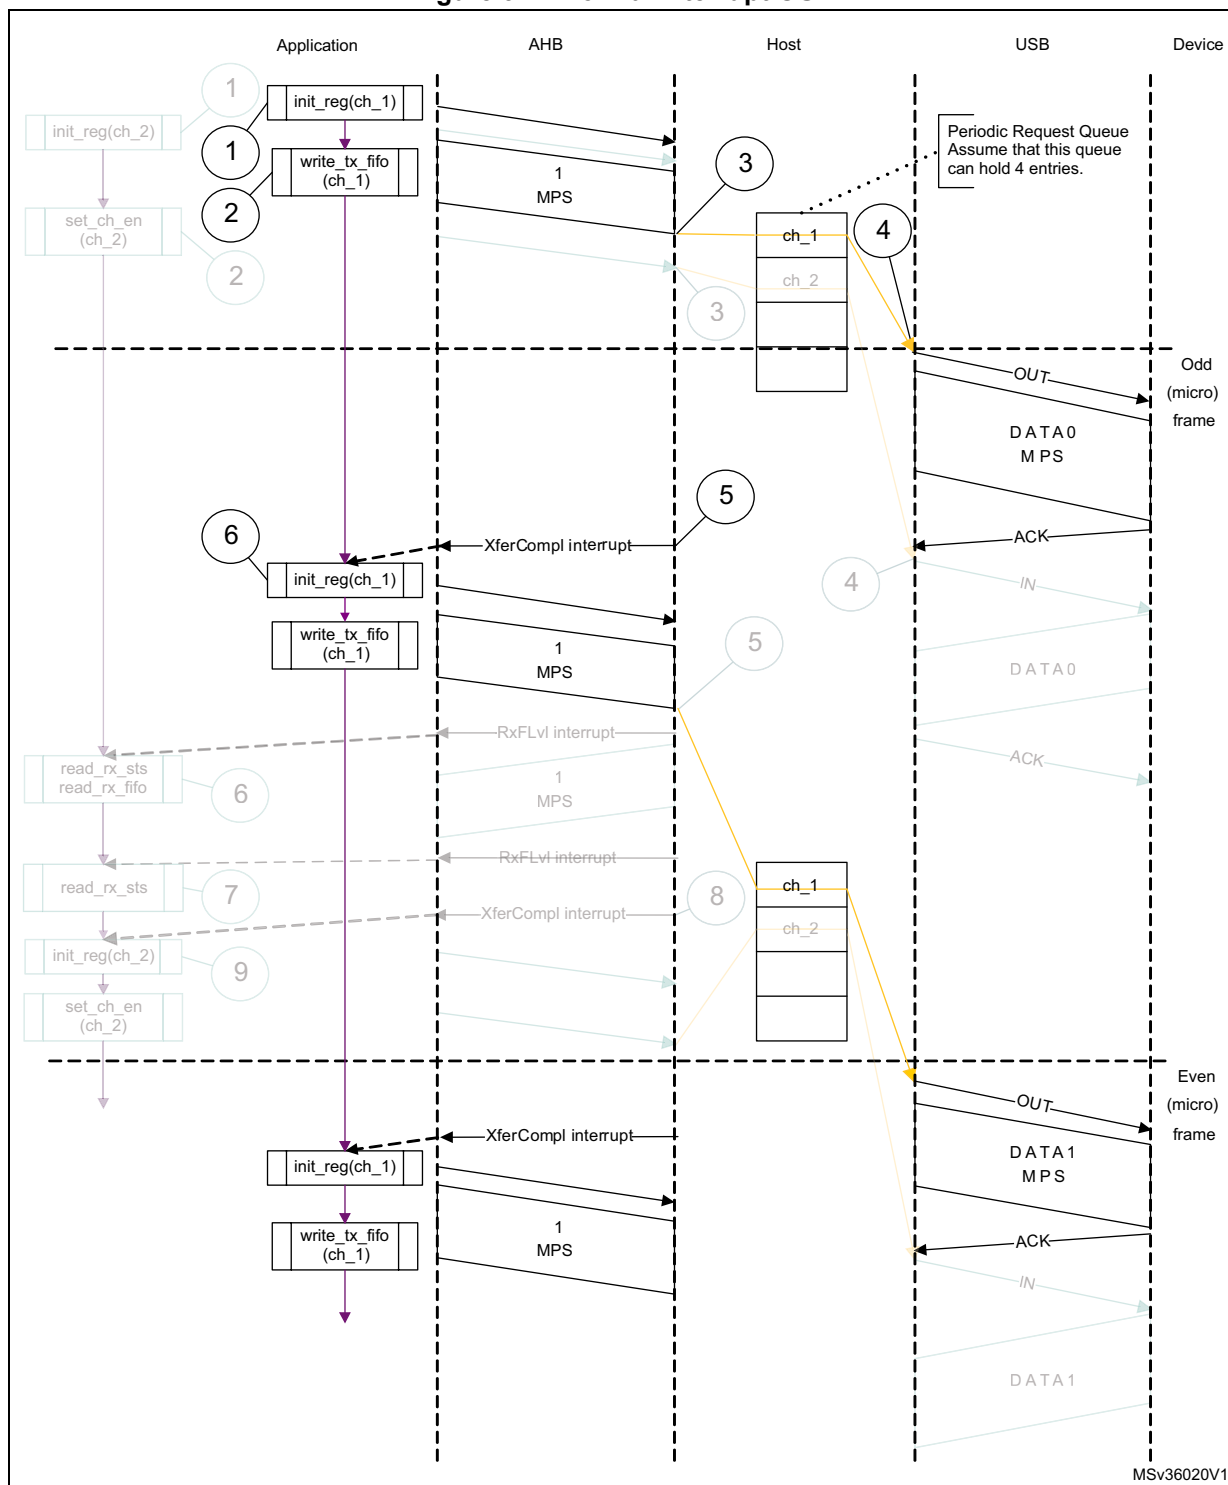 Application
AHB
Host
USB
Device
1
init_reg(ch_1)
init_reg(ch_2)
1
Periodic Request Queue
Assume that this queue
can hold 4 entries.
write_tx_fifo
(ch_1)
1
MPS
3
2
set_ch_en
(ch_2)
2
ch_1
4
ch_2
3
OUT
Odd
(micro)
frame
DATA0
MPS
5
6
XferCompl interrupt
ACK
init_reg(ch_1)
4
IN
write_tx_fifo
(ch_1)
1
MPS
5
DATA0
RxFLvl interrupt
ACK
read_rx_sts
read_rx_fifo
6
1
MPS
RxFLvl interrupt
read_rx_sts
7
ch_1
8
XferCompl interrupt
ch_2
init_reg(ch_2)
9
set_ch_en
(ch_2)
Even
(micro)
frame
OUT
XferCompl interrupt
init_reg(ch_1)
DATA1
MPS
write_tx_fifo
(ch_1)
1
MPS
ACK
IN
DATA1
MSv36020V1